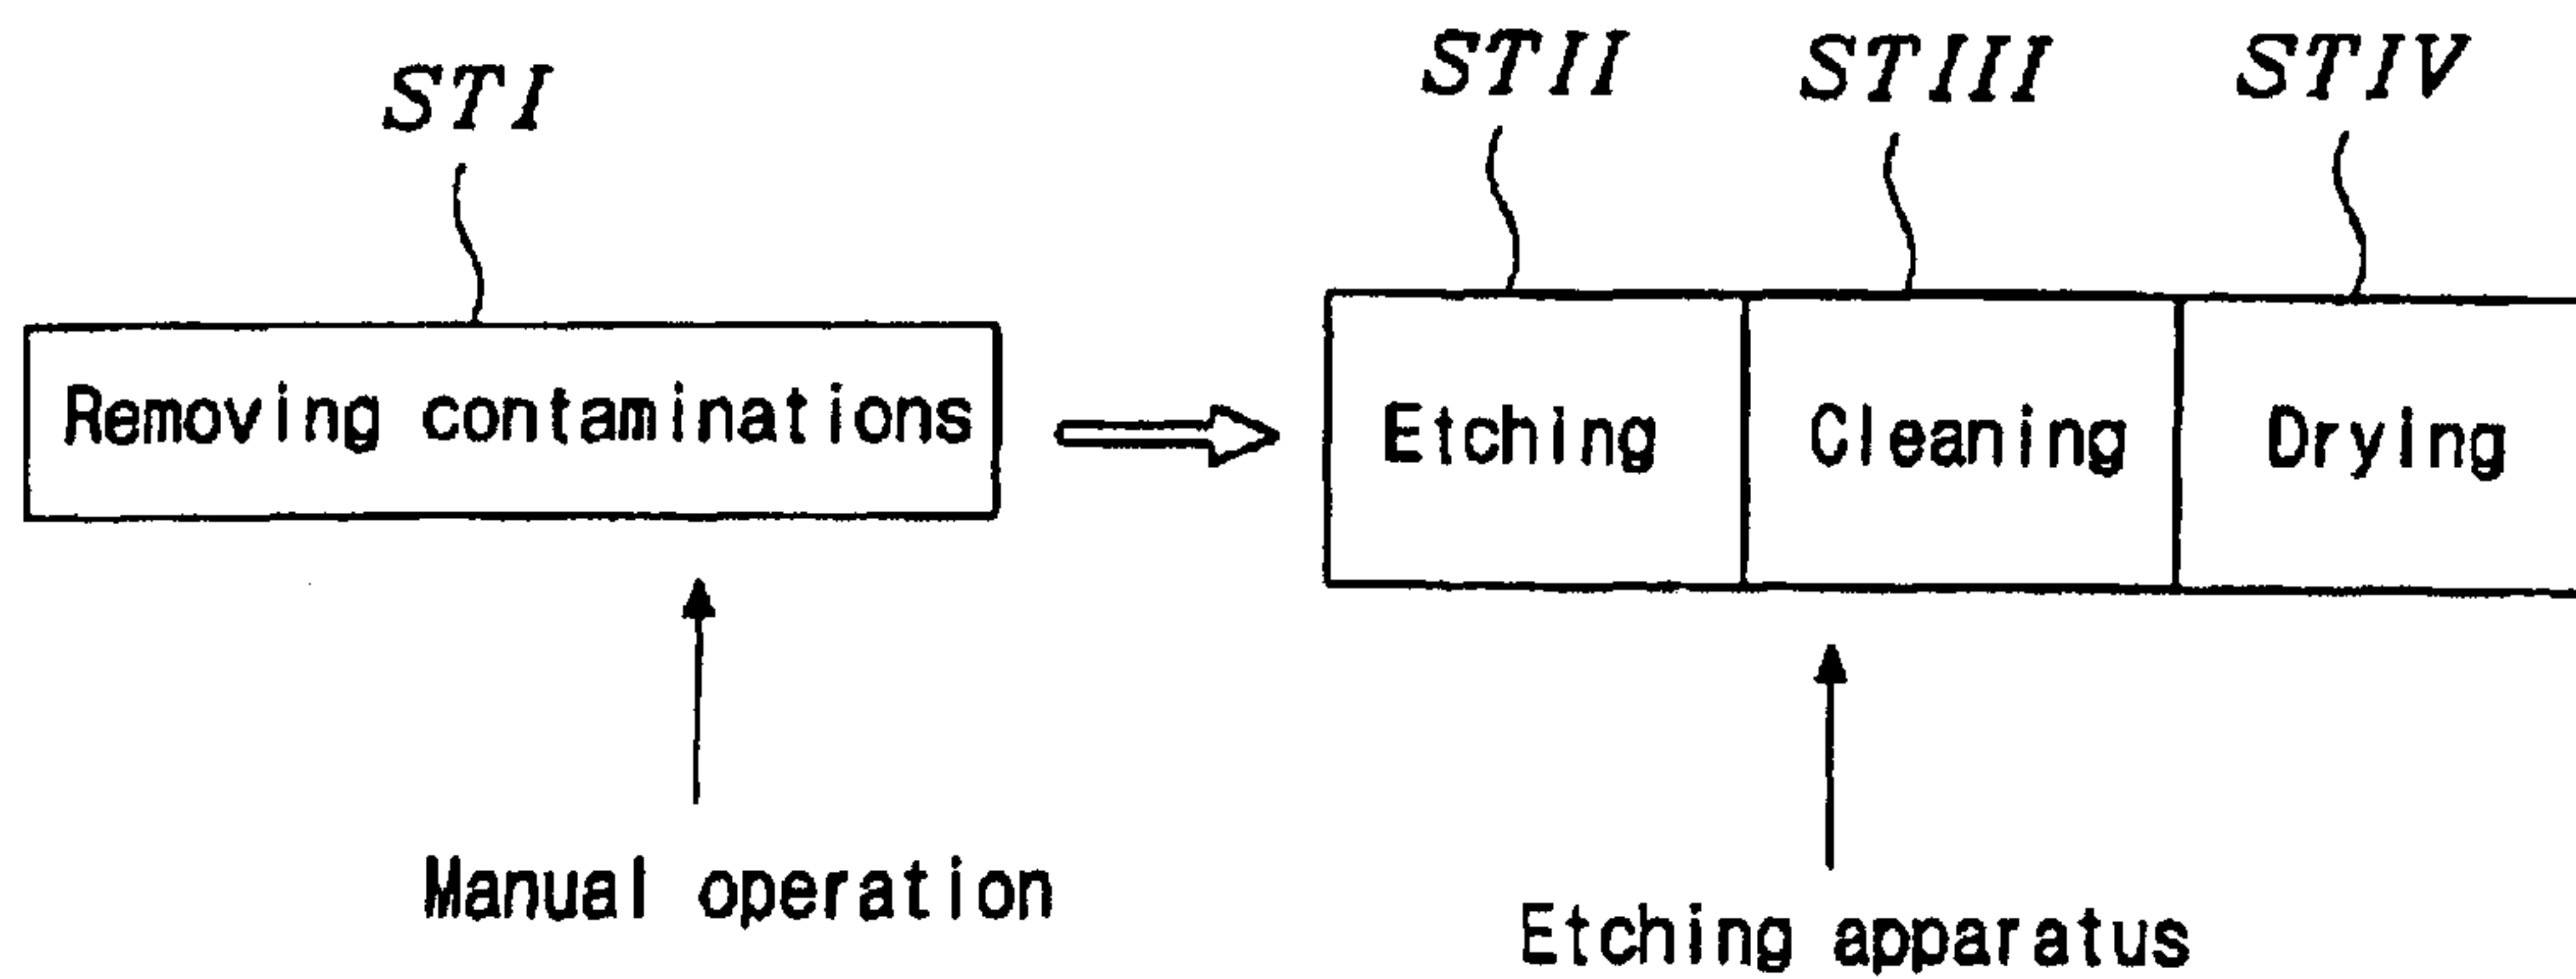 STI
STII
STIII
STIV
Removing contaminations
Etching
Cleaning
Drying
Manual operation
Etching apparatus